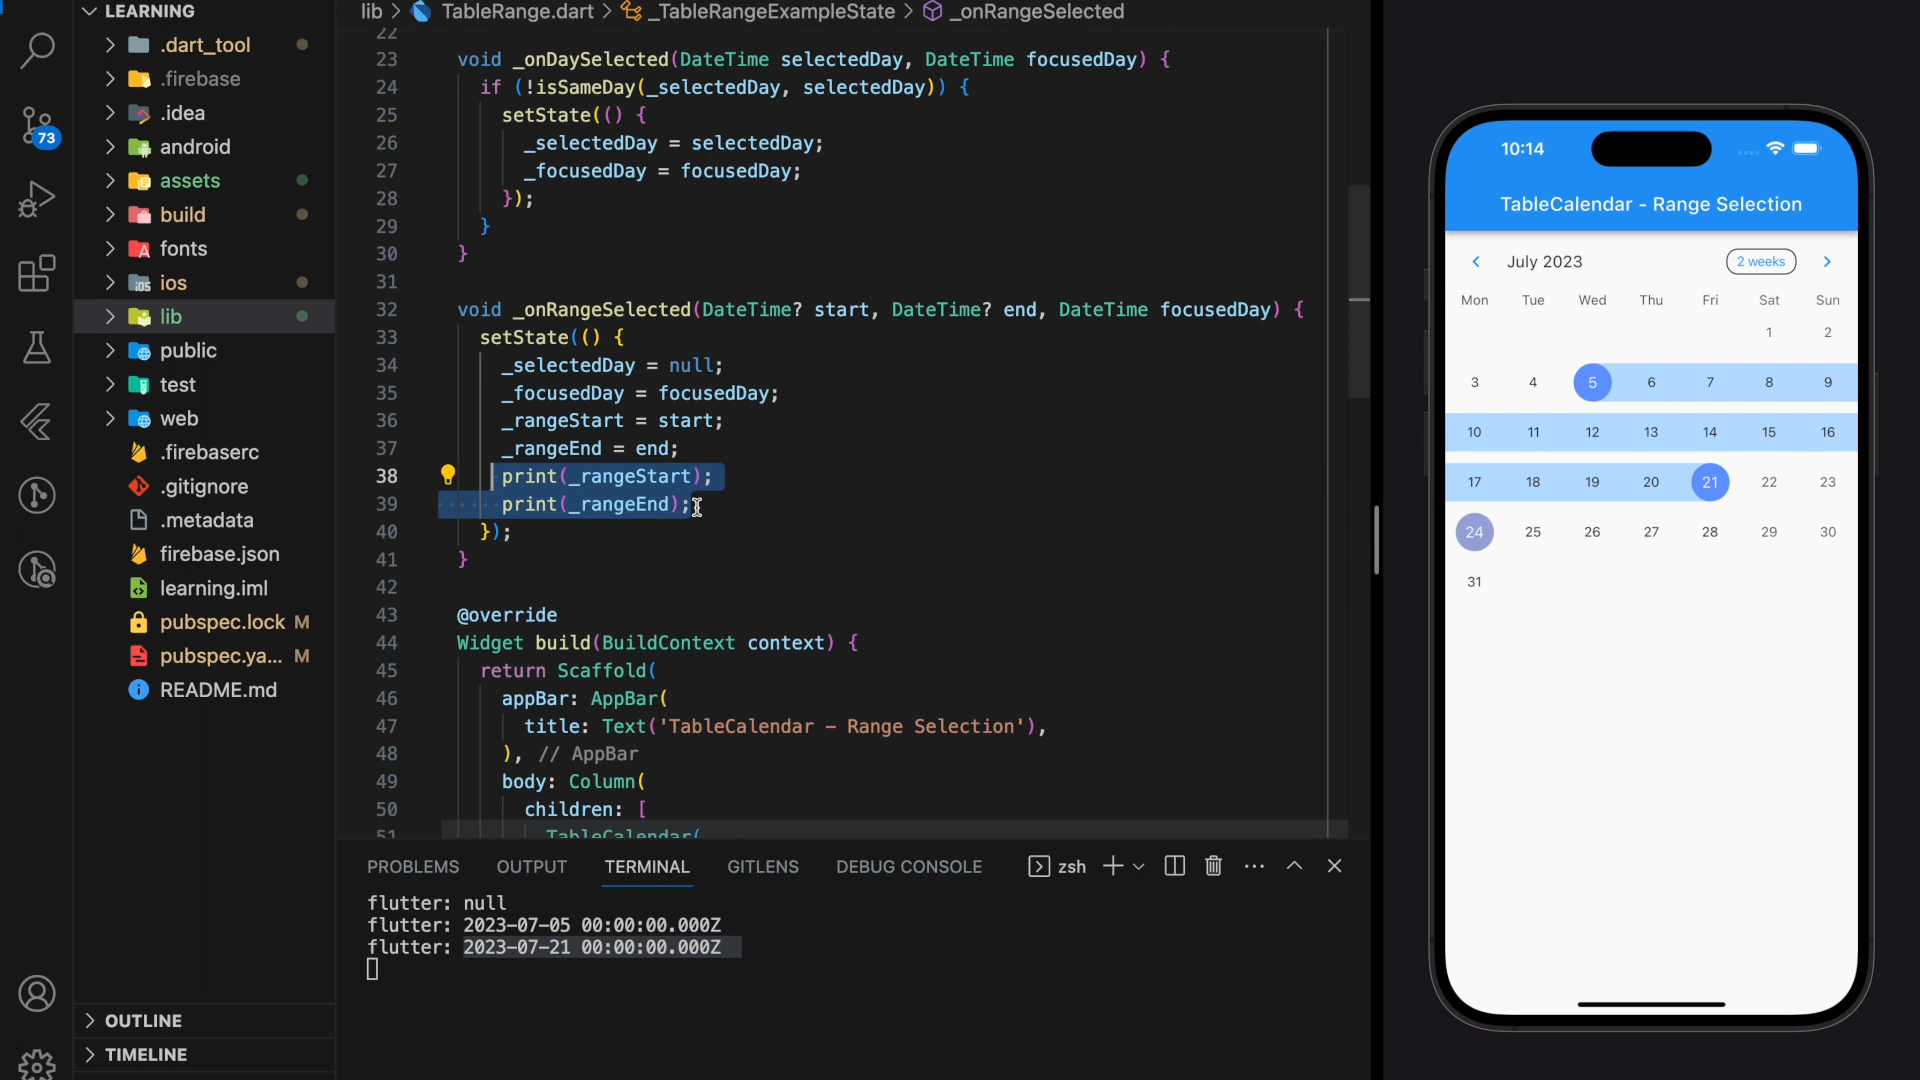 LEARNING
.dart_tool
.firebase
.idea
android
assets
build
fonts
ios
lib
public
test
web
.firebaserc
.gitignore
.metadata
firebase.json
learning.iml
pubspec.lock M
pubspec.ya... M
README.md
OUTLINE
TIMELINE
73
lib > TableRange.dart > _TableRangeExampleState > _onRangeSelected
22
23 void _onDaySelected(DateTime selectedDay, DateTime focusedDay) {
24 if (!isSameDay(_selectedDay, selectedDay)) {
25 setState(() {
26 _selectedDay = selectedDay;
27 _focusedDay = focusedDay;
28 });
29 }
30 }
31
32 void _onRangeSelected(DateTime? start, DateTime? end, DateTime focusedDay) {
33 setState(() {
34 _selectedDay = null;
35 _focusedDay = focusedDay;
36 _rangeStart = start;
37 _rangeEnd = end;
38 print(_rangeStart);
39 print(_rangeEnd);
40 });
41 }
42
43 @override
44 Widget build(BuildContext context) {
45 return Scaffold(
46 appBar: AppBar(
47 title: Text('TableCalendar - Range Selection'),
48 ), // AppBar
49 body: Column(
50 children: [
51 TableCalendar(
PROBLEMS OUTPUT TERMINAL GITLENS DEBUG CONSOLE zsh
flutter: null
flutter: 2023-07-05 00:00:00.000Z
flutter: 2023-07-21 00:00:00.000Z
10:14
TableCalendar - Range Selection
July 2023 2 weeks
Mon Tue Wed Thu Fri Sat Sun
1 2
3 4 5 6 7 8 9
10 11 12 13 14 15 16
17 18 19 20 21 22 23
24 25 26 27 28 29 30
31